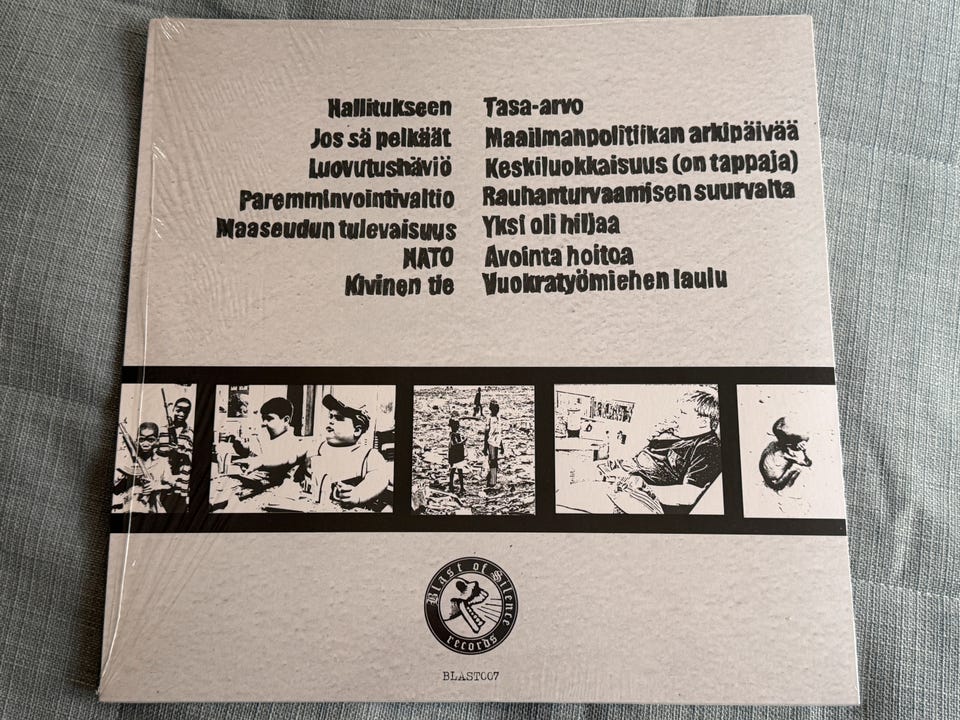 Hallitukseen
Jos sä pelkäät
Luovutushäviö
Paremminvointivaltio
Maaseudun tulevaisuus
NATO
Kivinen tie
Tasa-arvo
Maailmanpolitiikan arkipäivää
Keskiluokkaisuus (on tappaja)
Rauhanturvaamisen suurvalta
Yksi oli hiljaa
Avointa hoitoa
Vuokratyömiehen laulu
Blast of Silence
records
BLAST007